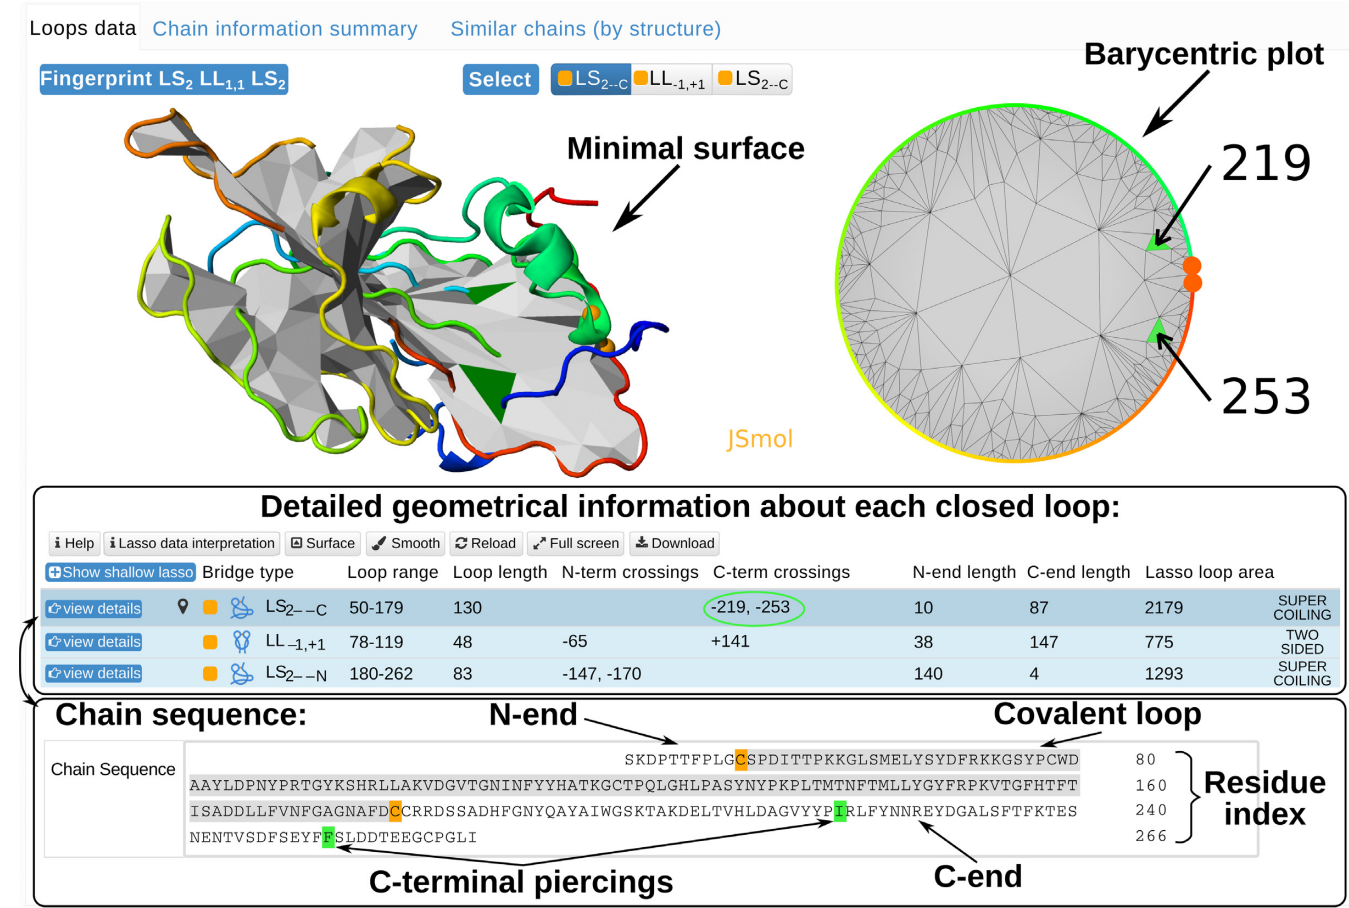 Loops data Chain information summary Similar chains (by structure)
Barycentric plot
Fingerprint LS2 LL1,1 LS2 Select LS2--C LL-1,+1 LS2--C
Minimal surface
219
253
JSmol
Detailed geometrical information about each closed loop:
Help Lasso data interpretation Surface Smooth Reload Full screen Download
Show shallow lasso Bridge type Loop range Loop length N-term crossings C-term crossings N-end length C-end length Lasso loop area
view details LS2--C 50-179 130 -219, -253 10 87 2179 SUPER COILING
view details LL-1,+1 78-119 48 -65 +141 38 147 775 TWO SIDED
view details LS2--N 180-262 83 -147, -170 140 4 1293 SUPER COILING
Chain sequence: N-end Covalent loop
Chain Sequence
SKDPTTFPLGCSPDITTPKKGLSMELYSYDFRKKGSYPCWD 80
AAYLDPNYPRTGYKSHRLLAKVDGVTGNINFYYHATKGCTPQLGHLPASYNYPKPLTMTNFTMLLYGYFRPKVTGFHTFT 160
ISADDLLFVNFGAGNAFDCCRRDSSADHFGNYQAYAIWGSKTAKDELTVHLDAGVYYPIRLFYNNREYDGALSFTFKTES 240
NENTVSDFSEYFFSLDDTEEGCPGLI 266
Residue index
C-terminal piercings C-end